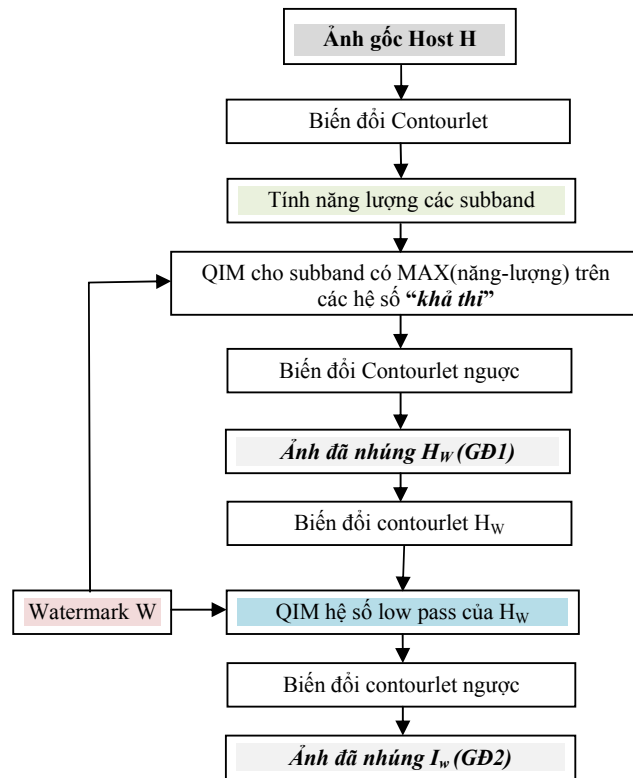 Ảnh gốc Host H
Biến đổi Contourlet
Tính năng lượng các subband
QIM cho subband có MAX(năng-lượng) trên
các hệ số “khả thi”
Biến đổi Contourlet nguợc
Ảnh đã nhúng HW (GĐ1)
Biến đổi contourlet HW
Watermark W
QIM hệ số low pass của HW
Biến đổi contourlet ngược
Ảnh đã nhúng Iw (GĐ2)